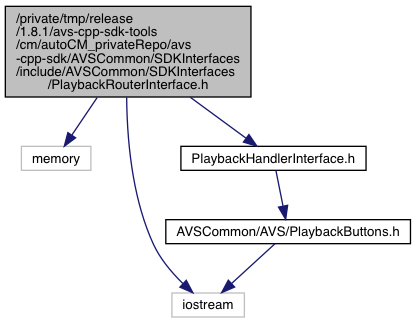 /private/tmp/release
/1.8.1/avs-cpp-sdk-tools
/cm/autoCM_privateRepo/avs
-cpp-sdk/AVSCommon/SDKInterfaces
/include/AVSCommon/SDKInterfaces
/PlaybackRouterInterface.h
memory
PlaybackHandlerInterface.h
AVSCommon/AVS/PlaybackButtons.h
iostream